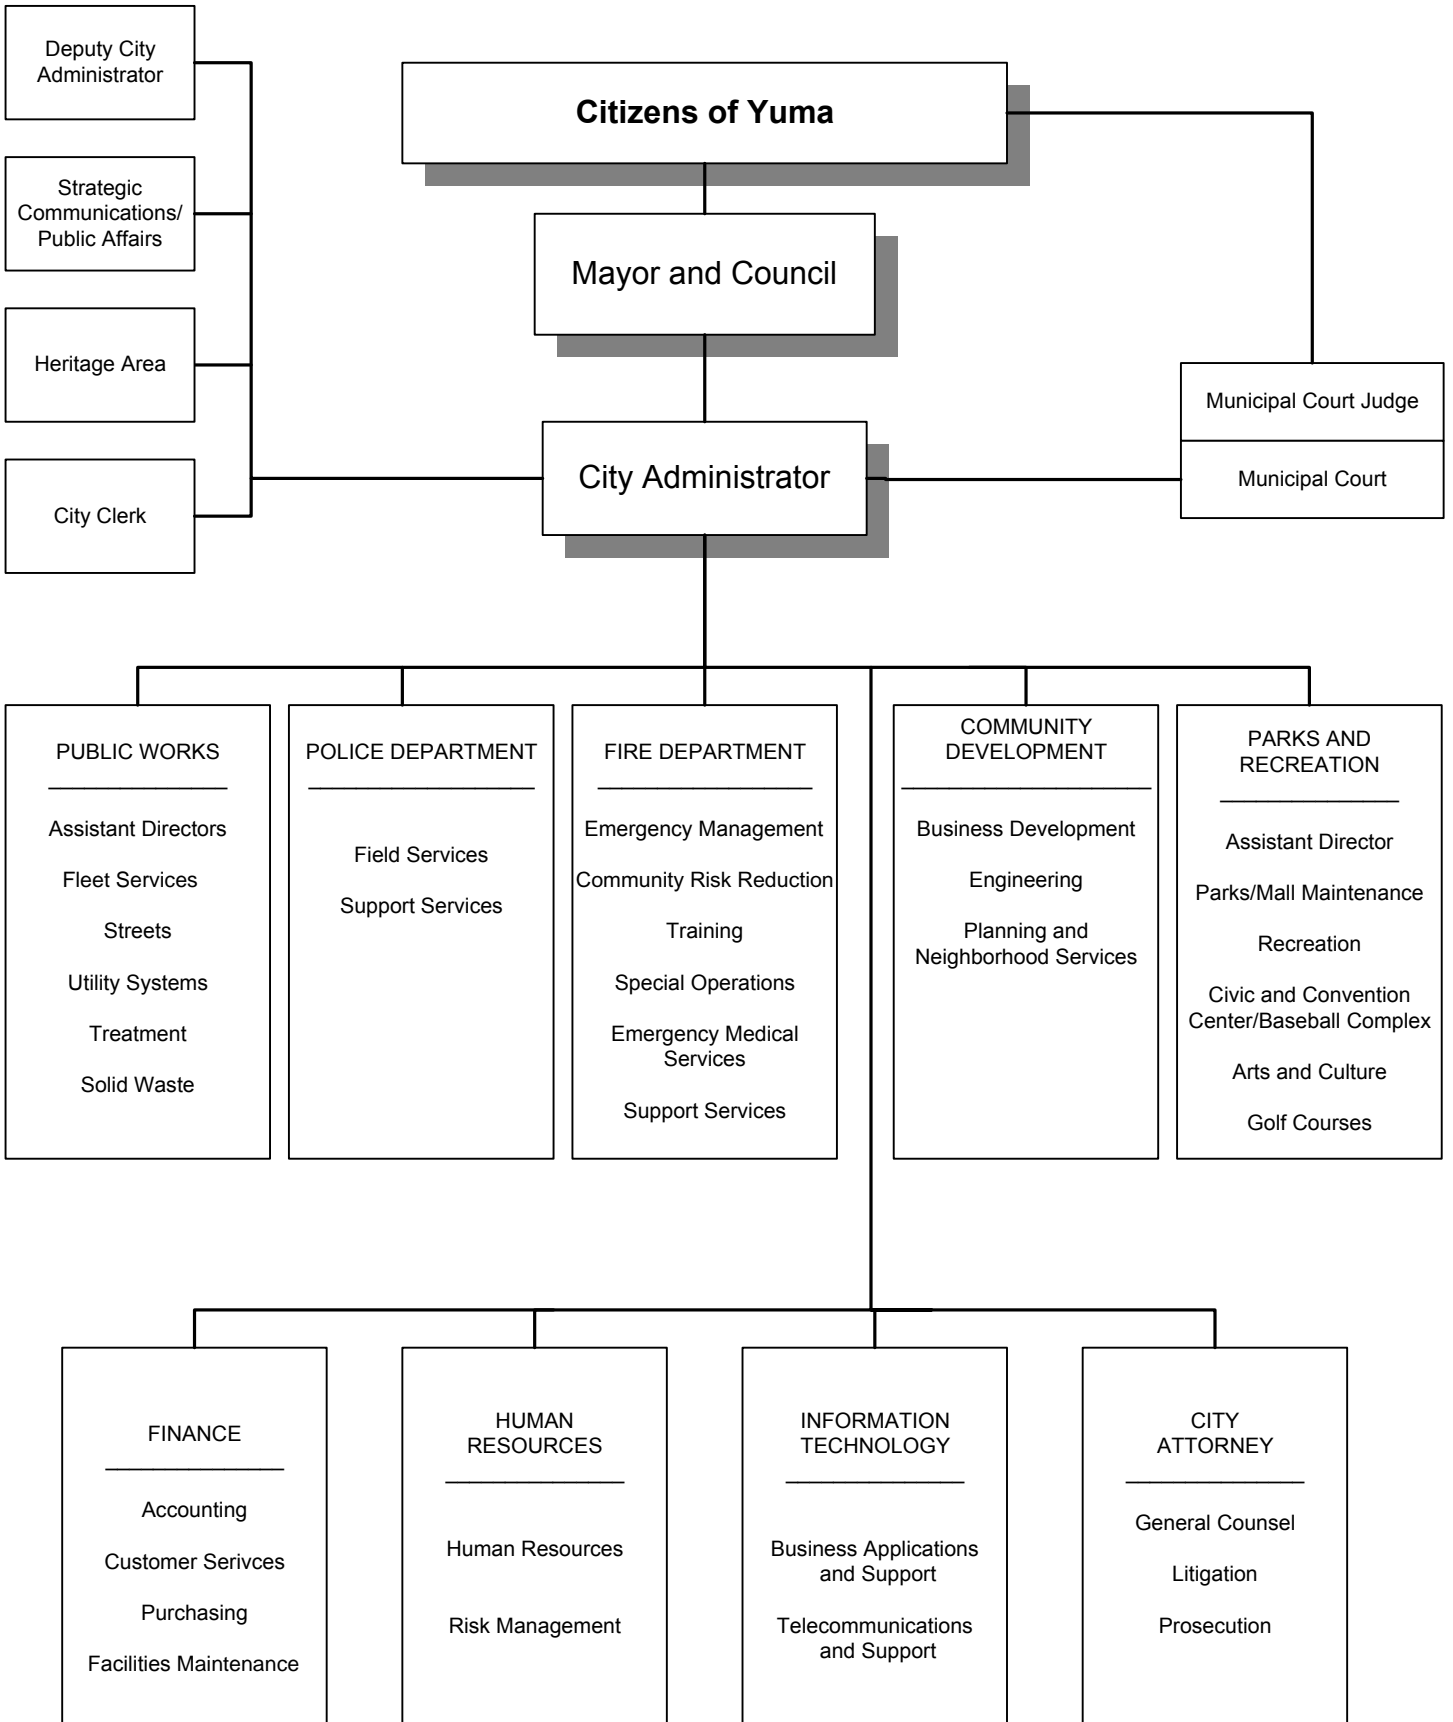 Deputy City
Administrator
Citizens of Yuma
Strategic
Communications/
Public Affairs
Mayor and Council
Heritage Area
Municipal Court Judge
City Administrator
Municipal Court
City Clerk
PUBLIC WORKS
Assistant Directors
Fleet Services
Streets
Utility Systems
Treatment
Solid Waste
POLICE DEPARTMENT
Field Services
Support Services
FIRE DEPARTMENT
Emergency Management
Community Risk Reduction
Training
Special Operations
Emergency Medical
Services
Support Services
COMMUNITY
DEVELOPMENT
Business Development
Engineering
Planning and
Neighborhood Services
PARKS AND
RECREATION
Assistant Director
Parks/Mall Maintenance
Recreation
Civic and Convention
Center/Baseball Complex
Arts and Culture
Golf Courses
FINANCE
Accounting
Customer Serivces
Purchasing
Facilities Maintenance
HUMAN
RESOURCES
Human Resources
Risk Management
INFORMATION
TECHNOLOGY
Business Applications
and Support
Telecommunications
and Support
CITY
ATTORNEY
General Counsel
Litigation
Prosecution